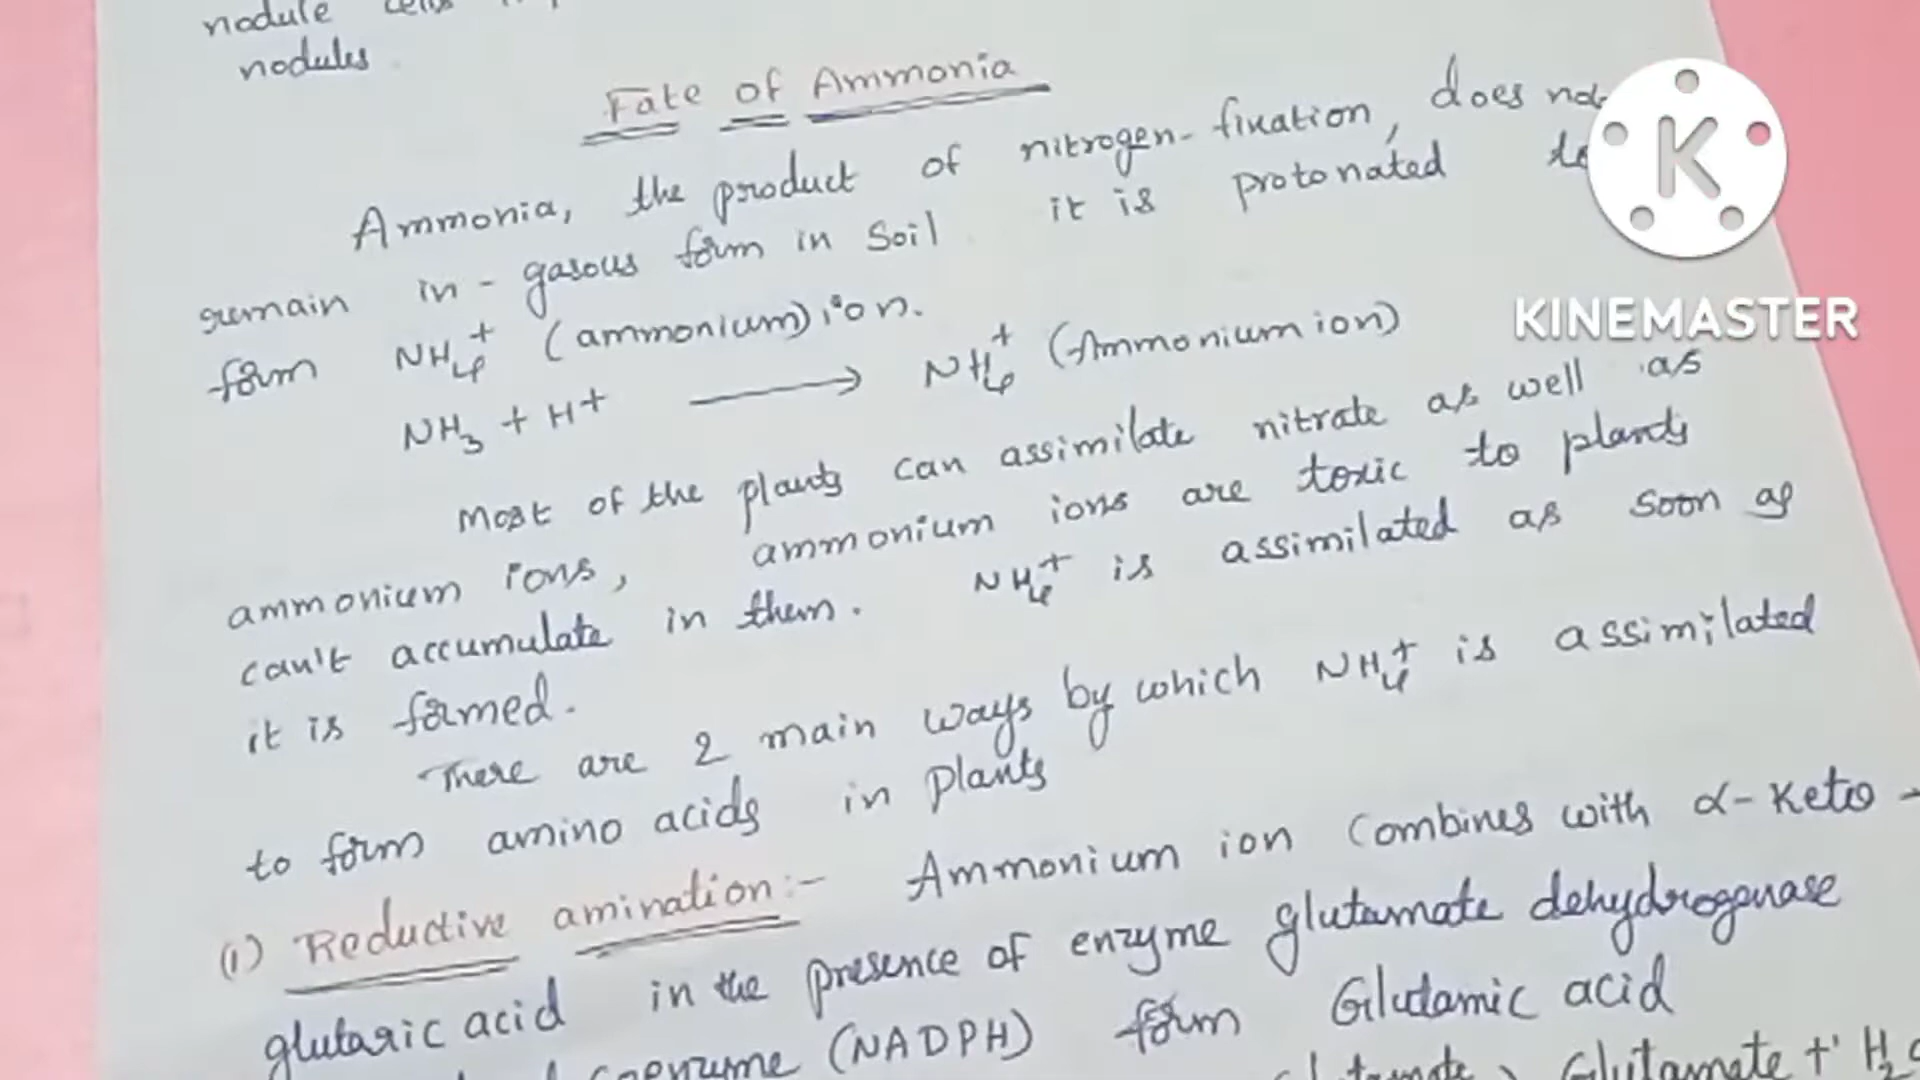 nodule cells
nodules
Fate of Ammonia
Ammonia, the product of nitrogen-fixation, does not
remain in - gasous form in Soil it is protonated to
form NH4+ (ammonium) ion.
NH3 + H+ ⟶ NH4+ (Ammonium ion)
Most of the plants can assimilate nitrate as well as
ammonium ions, ammonium ions are toxic to plants
can't accumulate in them. NH4+ is assimilated as soon as
it is formed.
There are 2 main ways by which NH4+ is assimilated
to form amino acids in plants
(1) Reductive amination:- Ammonium ion Combines with α-Keto-
glutaric acid in the presence of enzyme glutamate dehydrogenase
coenzyme (NADPH) form Glutamic acid
Glutamate + H2O
K
KINEMASTER